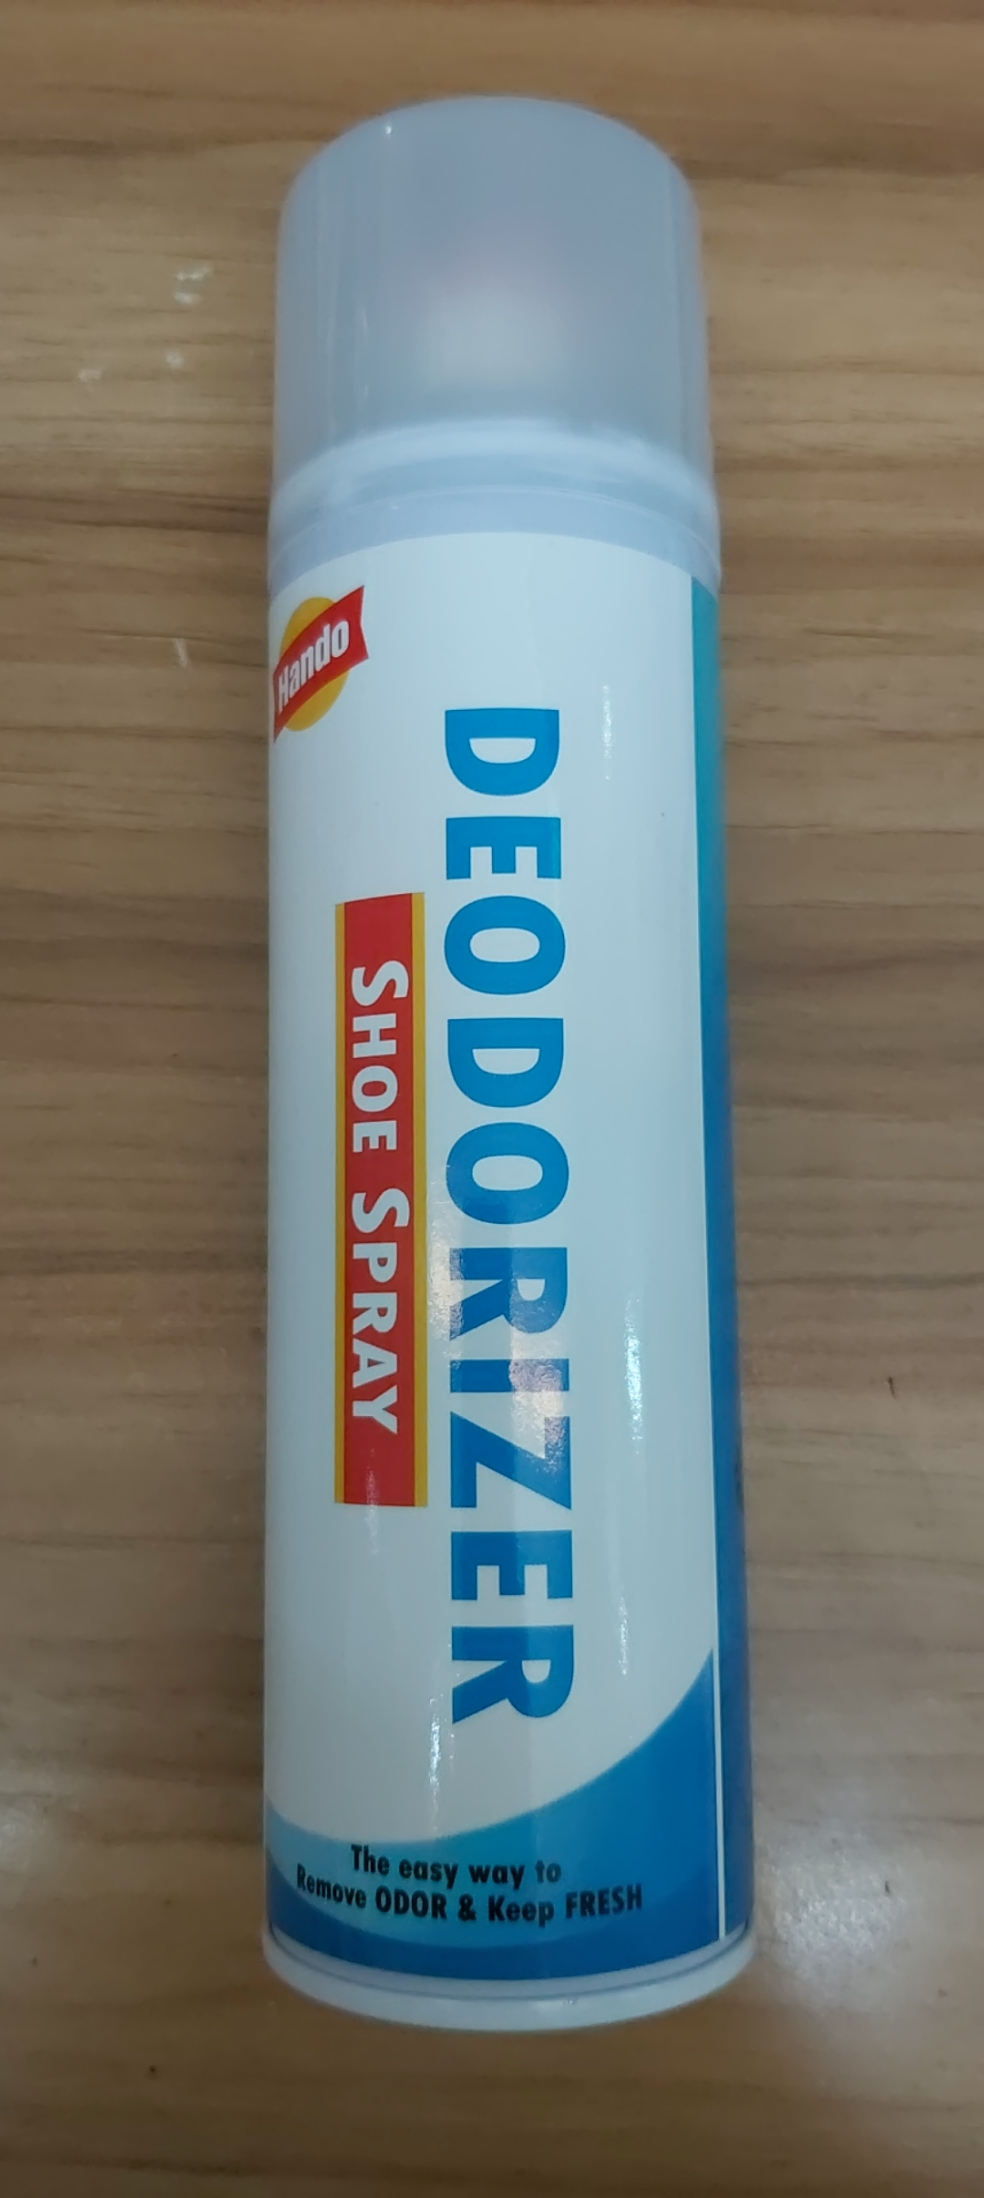 Hando
DEODORIZER
SHOE SPRAY
The easy way to
Remove ODOR & Keep FRESH